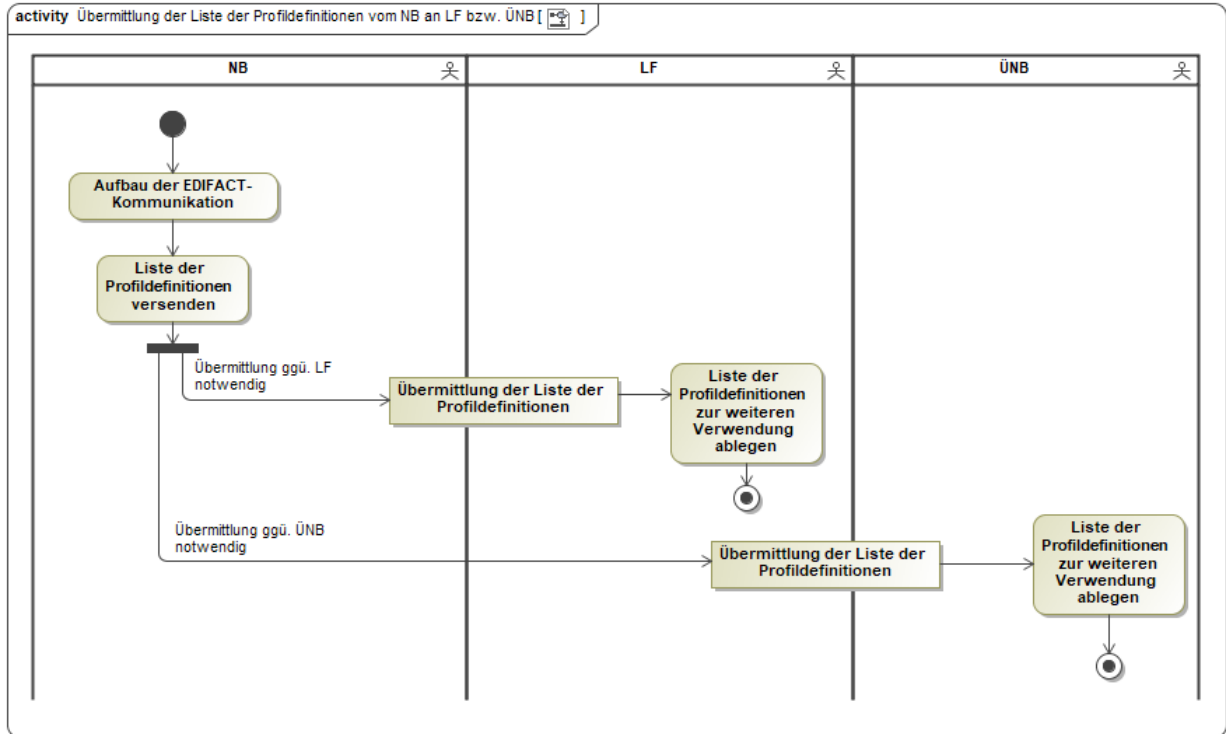 activity Übermittlung der Liste der Profildefinitionen vom NB an LF bzw. ÜNB [ ]
NB
LF
ÜNB
Aufbau der EDIFACT-
Kommunikation
Liste der
Profildefinitionen
versenden
Übermittlung ggü. LF
notwendig
Übermittlung der Liste der
Profildefinitionen
Liste der
Profildefinitionen
zur weiteren
Verwendung
ablegen
Übermittlung ggü. ÜNB
notwendig
Übermittlung der Liste der
Profildefinitionen
Liste der
Profildefinitionen
zur weiteren
Verwendung
ablegen